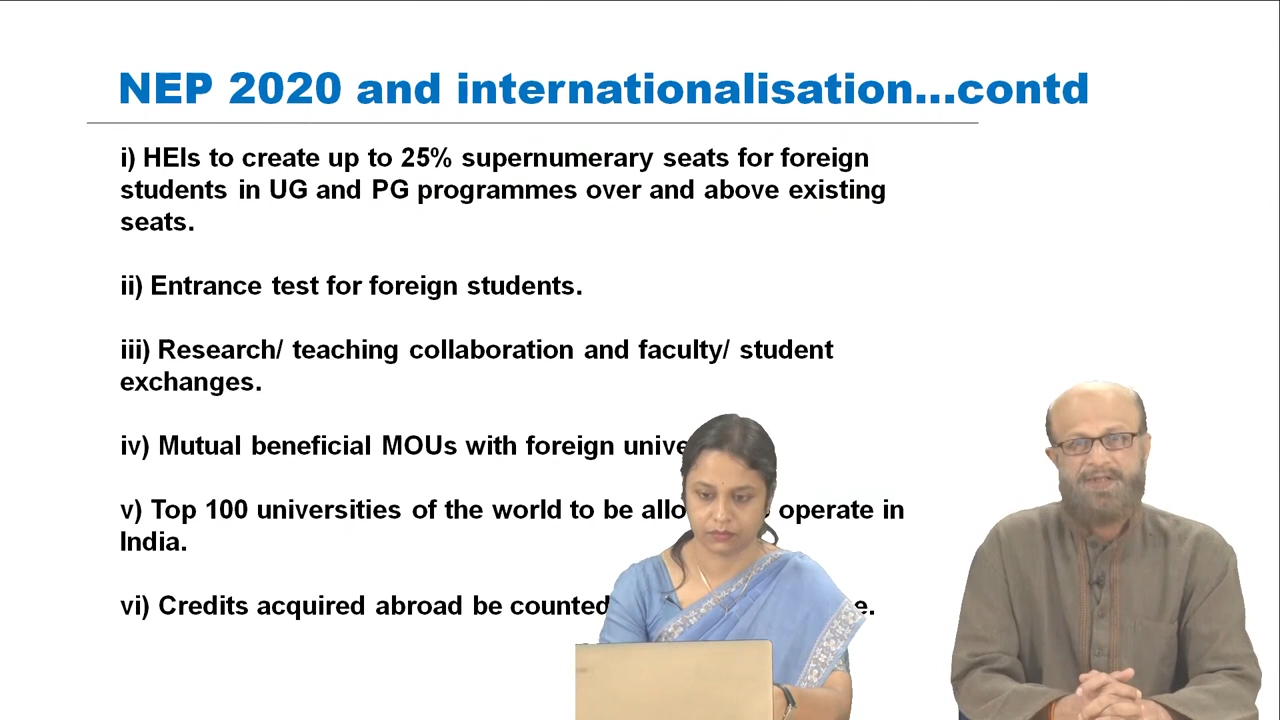 NEP 2020 and internationalisation...contd
i) HEIs to create up to 25% supernumerary seats for foreign
students in UG and PG programmes over and above existing
seats.
ii) Entrance test for foreign students.
iii) Research/ teaching collaboration and faculty/ student
exchanges.
iv) Mutual beneficial MOUs with foreign
v) Top 100 universities of the world to be operate in
India.
vi) Credits acquired abroad be counted